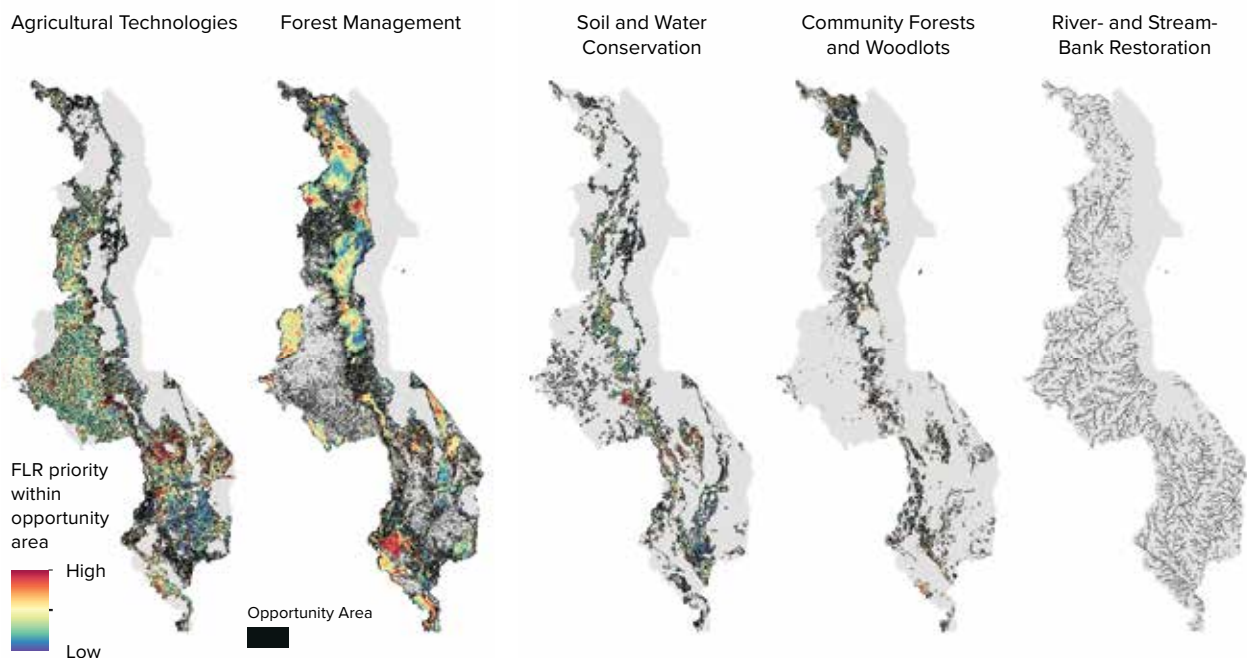 Agricultural Technologies
Forest Management
Soil and Water
Conservation
Community Forests
and Woodlots
River- and Stream-
Bank Restoration
FLR priority
within
opportunity
area
High
Low
Opportunity Area